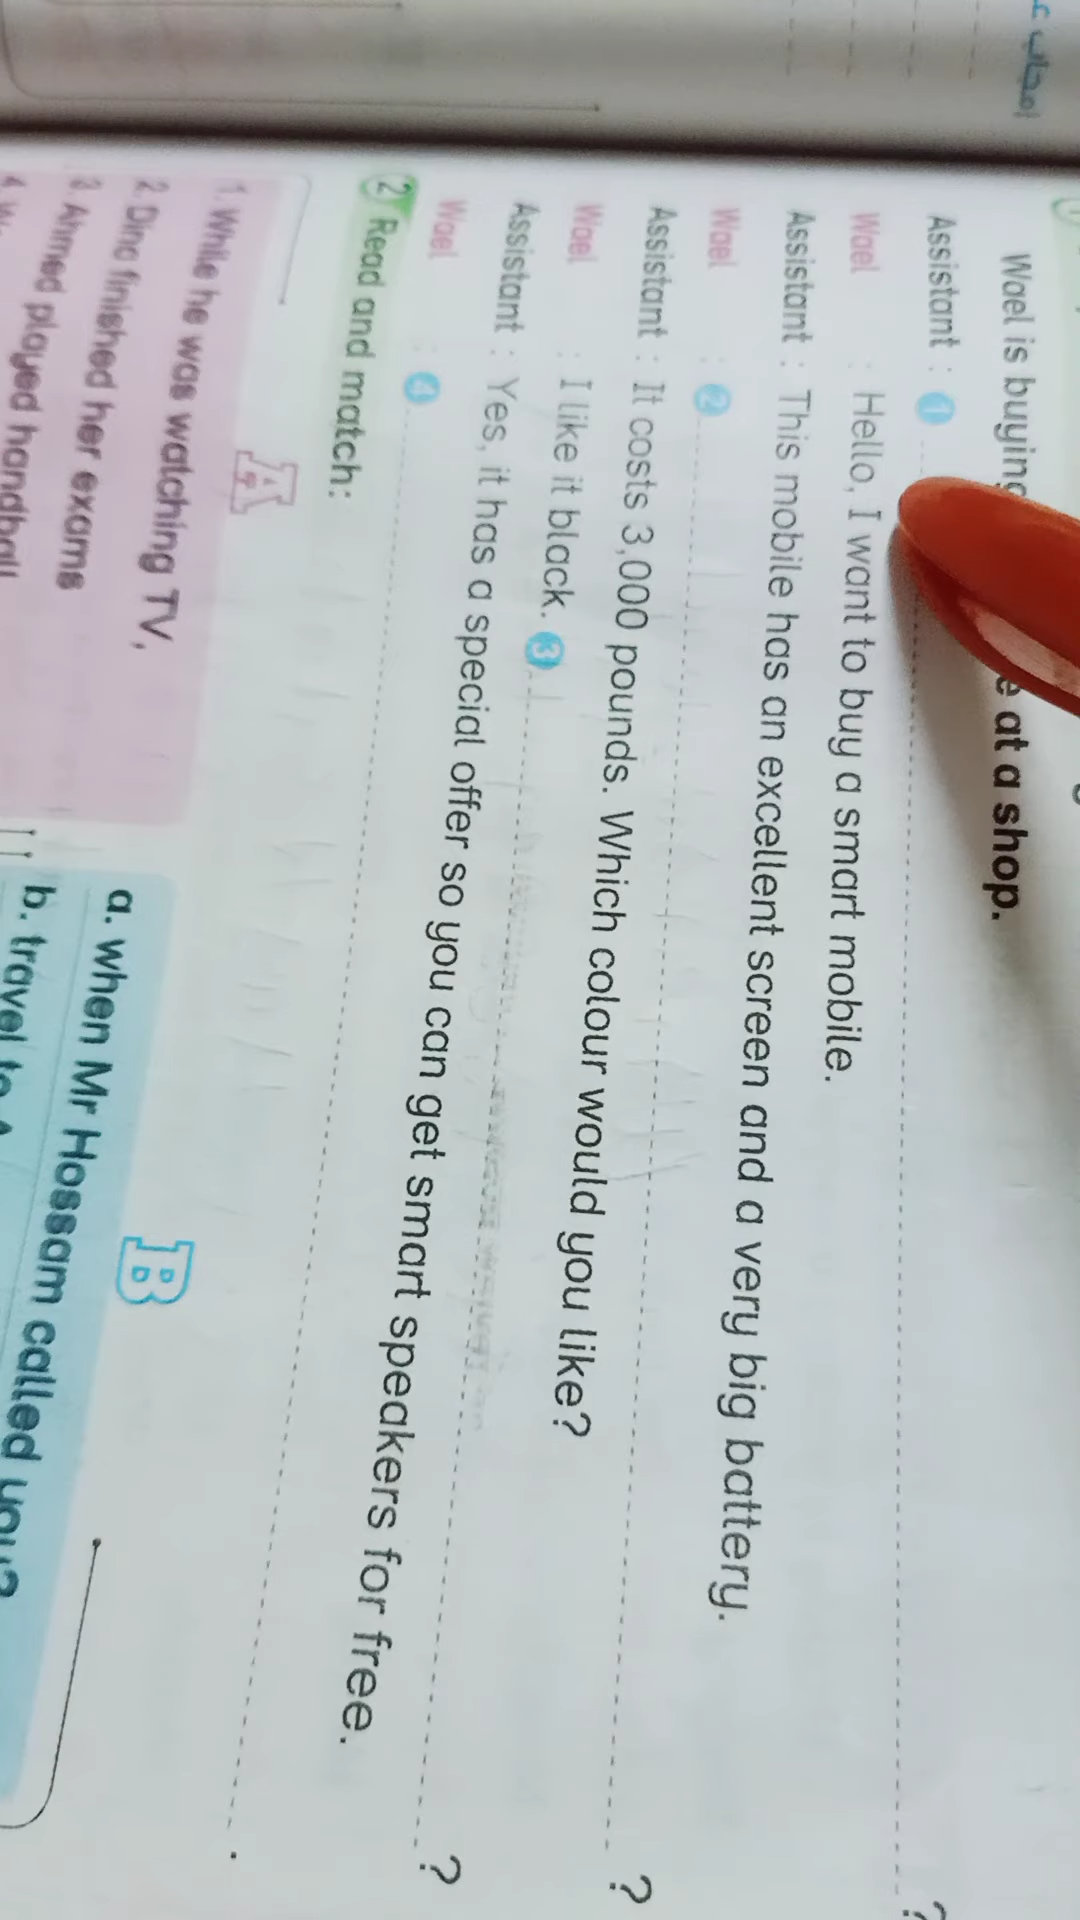 Wael is buying e at a shop.
Assistant : 1 ?
Wael : Hello, I want to buy a smart mobile.
Assistant : This mobile has an excellent screen and a very big battery.
Wael : 2 ?
Assistant : It costs 3,000 pounds. Which colour would you like?
Wael : I like it black. 3 ?
Assistant : Yes, it has a special offer so you can get smart speakers for free.
Wael : 4 .
2 Read and match:
A
1. While he was watching TV,
2. Dina finished her exams
3. Ahmed played handball
4.
B
a. when Mr Hossam called you?
b. travel to